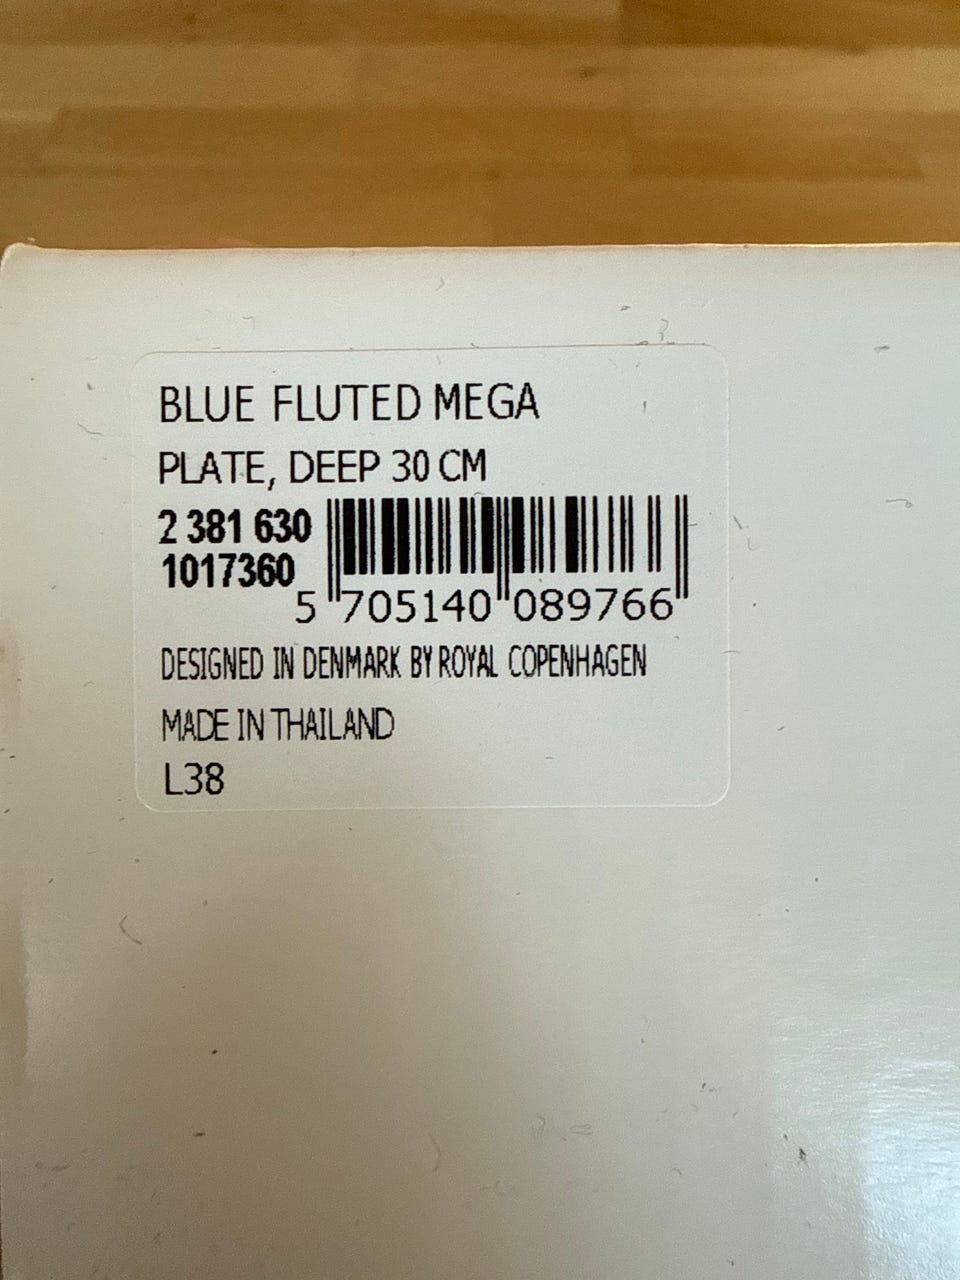 BLUE FLUTED MEGA
PLATE, DEEP 30 CM
2 381 630
1017360
5 705140 089766
DESIGNED IN DENMARK BY ROYAL COPENHAGEN
MADE IN THAILAND
L38